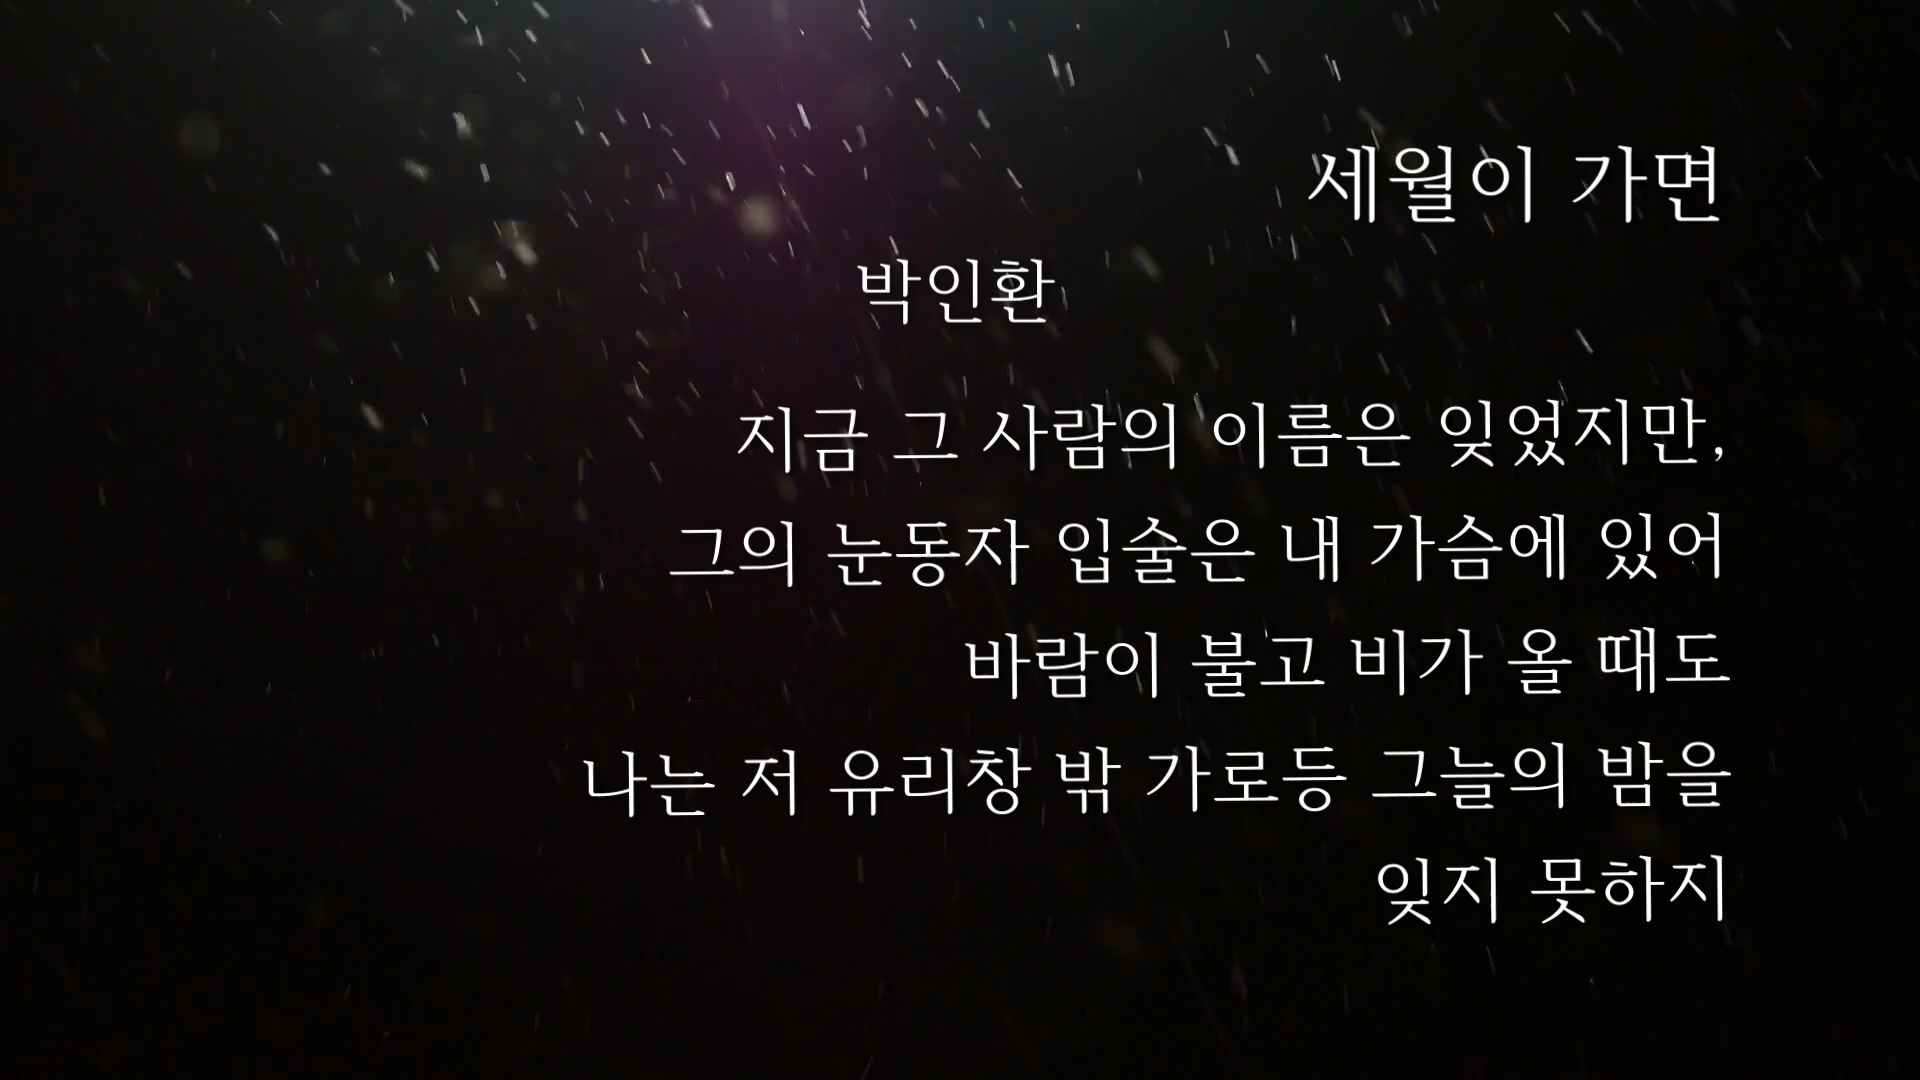 세월이 가면
박인환
지금 그 사람의 이름은 잊었지만,
그의 눈동자 입술은 내 가슴에 있어
바람이 불고 비가 올 때도
나는 저 유리창 밖 가로등 그늘의 밤을
잊지 못하지